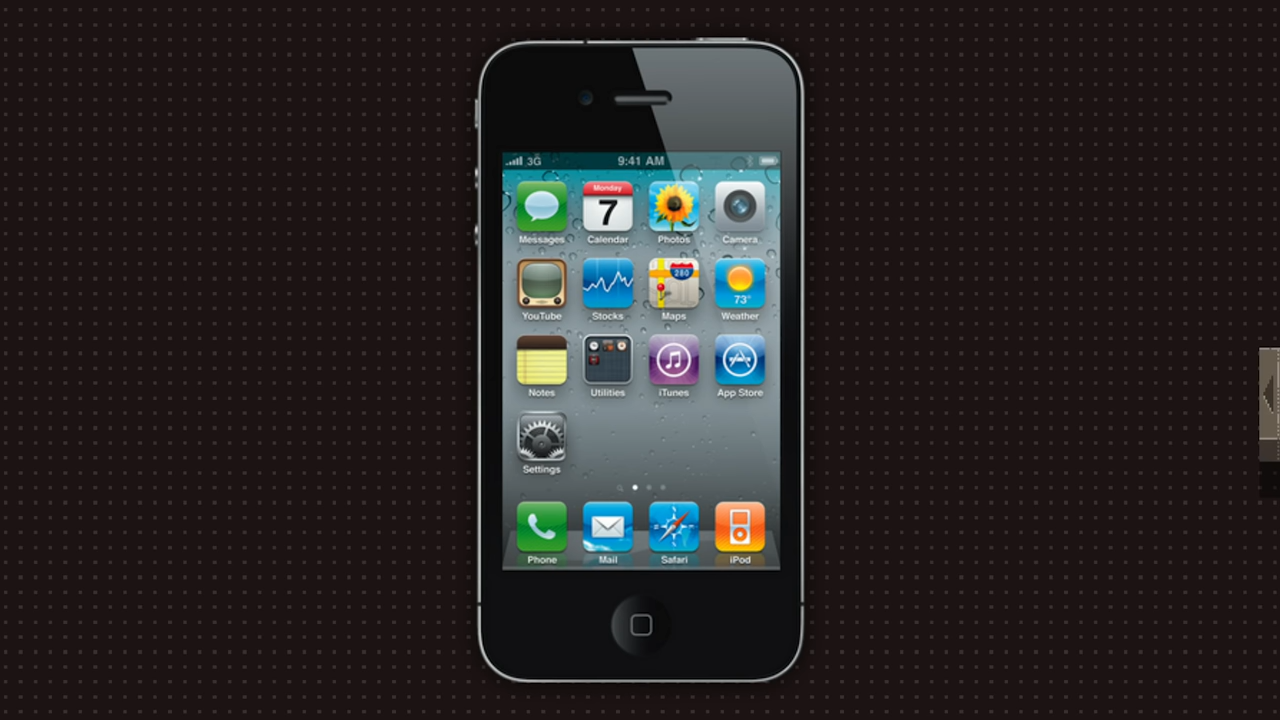 3G 9:41 AM
Monday
7
Messages Calendar Photos Camera
280
73°
YouTube Stocks Maps Weather
Notes Utilities iTunes App Store
Settings
Phone Mail Safari iPod